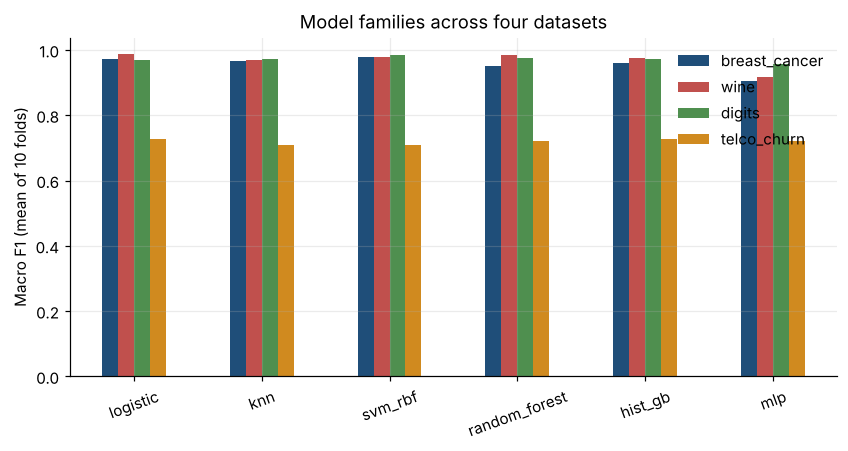 Model families across four datasets
Macro F1 (mean of 10 folds)
1.0
0.8
0.6
0.4
0.2
0.0
breast_cancer
wine
digits
telco_churn
logistic
knn
svm_rbf
random_forest
hist_gb
mlp